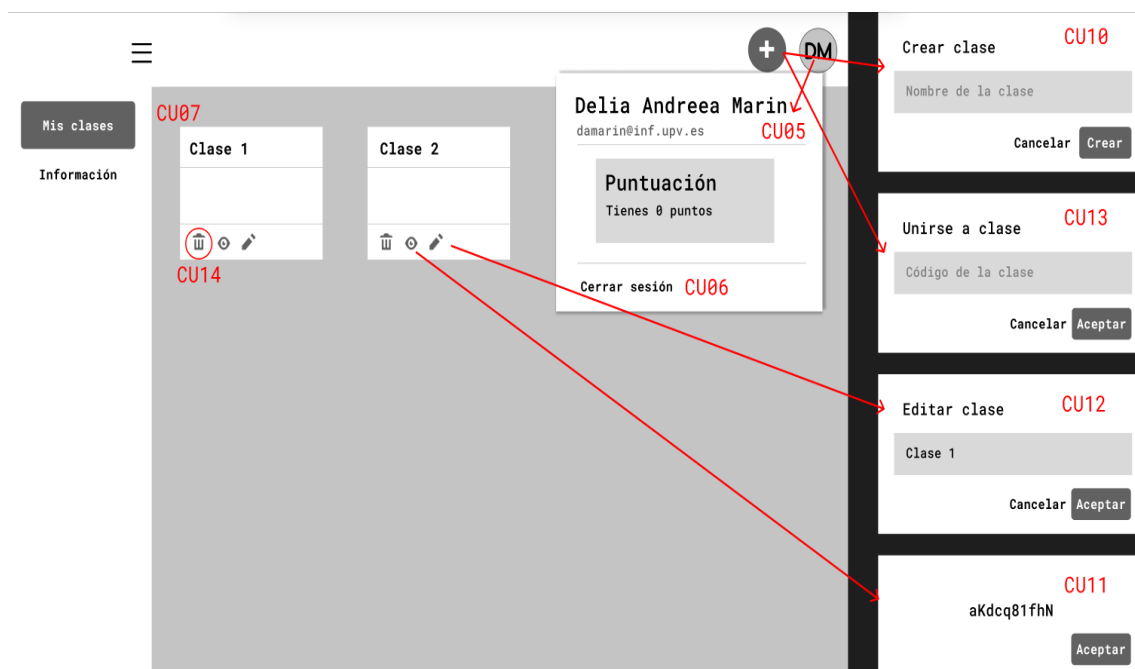 DM
Mis clases
Información
CU07
Clase 1
CU14
Clase 2
Delia Andreea Marin
damarin@inf.upv.es
CU05
Puntuación
Tienes 0 puntos
Cerrar sesión CU06
Crear clase CU10
Nombre de la clase
Cancelar Crear
Unirse a clase CU13
Código de la clase
Cancelar Aceptar
Editar clase CU12
Clase 1
Cancelar Aceptar
CU11
aKdcq81fhN
Aceptar